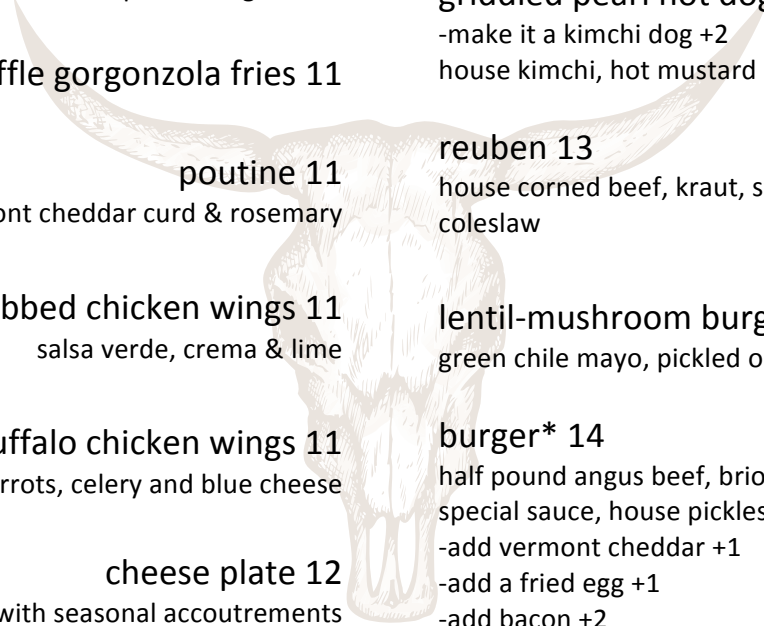 ffle gorgonzola fries 11
poutine 11
ont cheddar curd & rosemary
bbed chicken wings 11
salsa verde, crema & lime
uffalo chicken wings 11
rrots, celery and blue cheese
cheese plate 12
with seasonal accoutrements
griddled pearl hot dog
-make it a kimchi dog +2
house kimchi, hot mustard
reuben 13
house corned beef, kraut, s
coleslaw
lentil-mushroom burg
green chile mayo, pickled o
burger* 14
half pound angus beef, brio
special sauce, house pickles
-add vermont cheddar +1
-add a fried egg +1
-add bacon +2